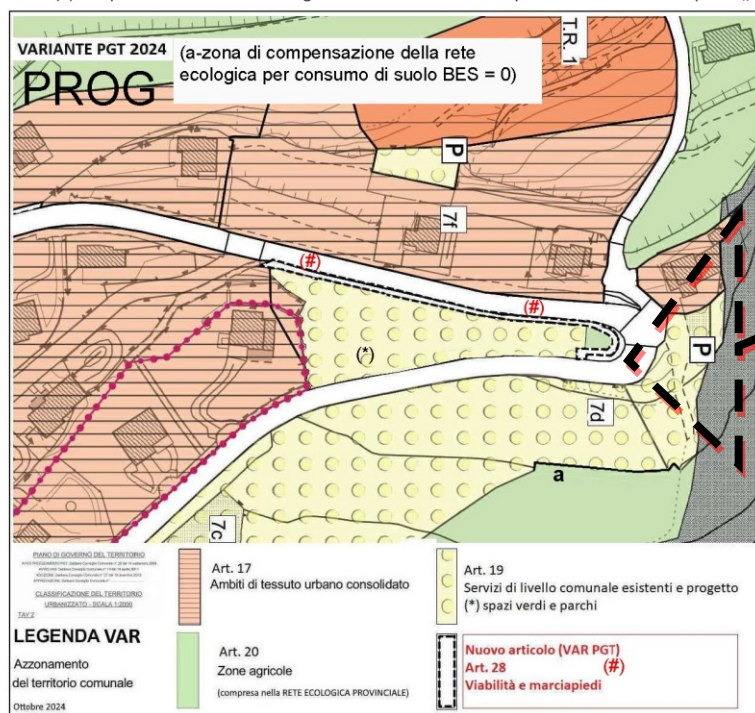 VARIANTE PGT 2024
PROG
(a-zona di compensazione della rete
ecologica per consumo di suolo BES = 0)
T.R. 1
P
7f
(#)
(#)
(*)
P
7d
a
7c
PIANO DI GOVERNO DEL TERRITORIO
CLASSIFICAZIONE DEL TERRITORIO
URBANIZZATO - SCALA 1:2000
TAV 2
LEGENDA VAR
Azzonamento
del territorio comunale
Ottobre 2024
Art. 17
Ambiti di tessuto urbano consolidato
Art. 20
Zone agricole
(compresa nella RETE ECOLOGICA PROVINCIALE)
Art. 19
Servizi di livello comunale esistenti e progetto
(*) spazi verdi e parchi
Nuovo articolo (VAR PGT)
Art. 28 (#)
Viabilità e marciapiedi